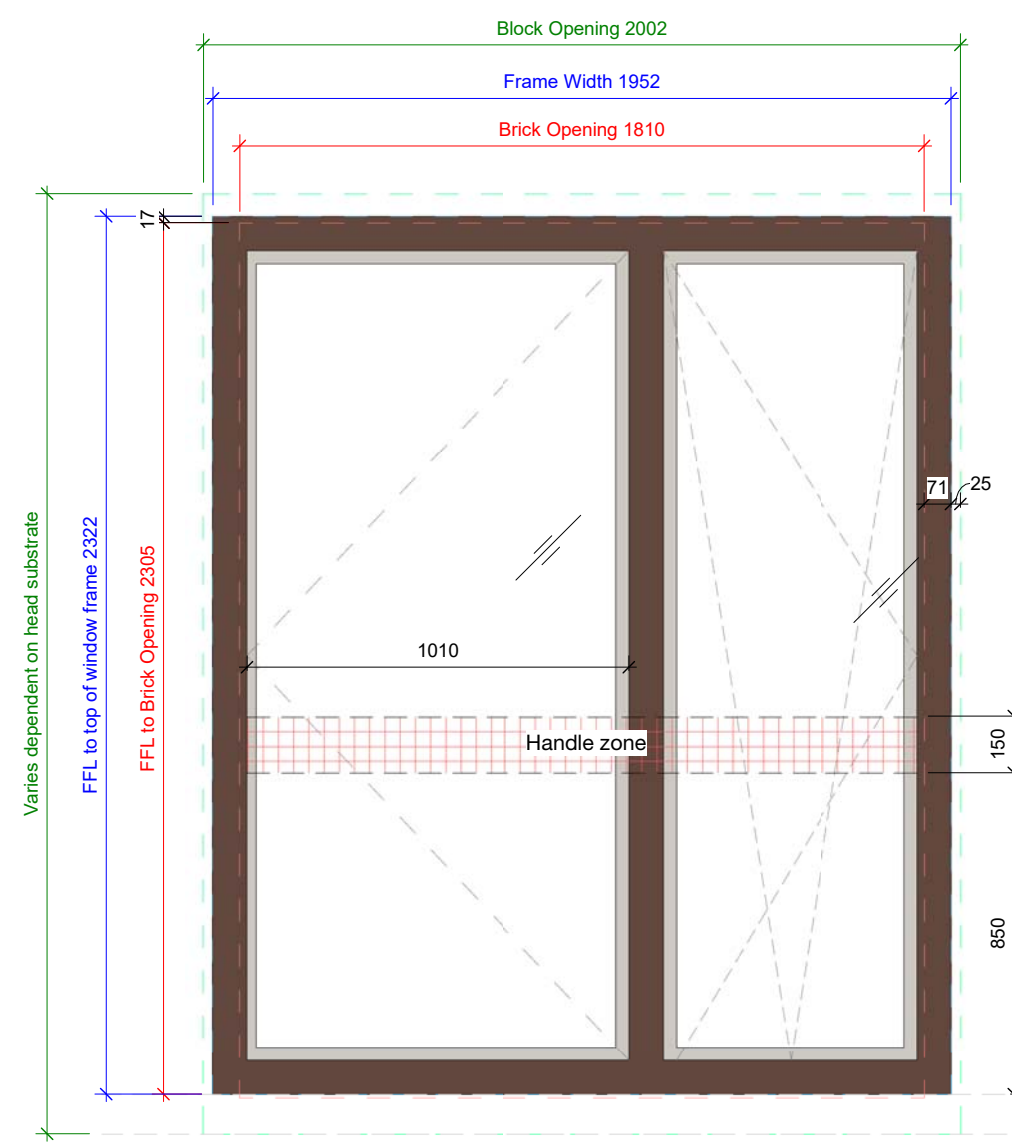 Block Opening 2002
Frame Width 1952
Brick Opening 1810
17
Varies dependent on head substrate
FFL to top of window frame 2322
FFL to Brick Opening 2305
71
25
1010
Handle zone
150
850